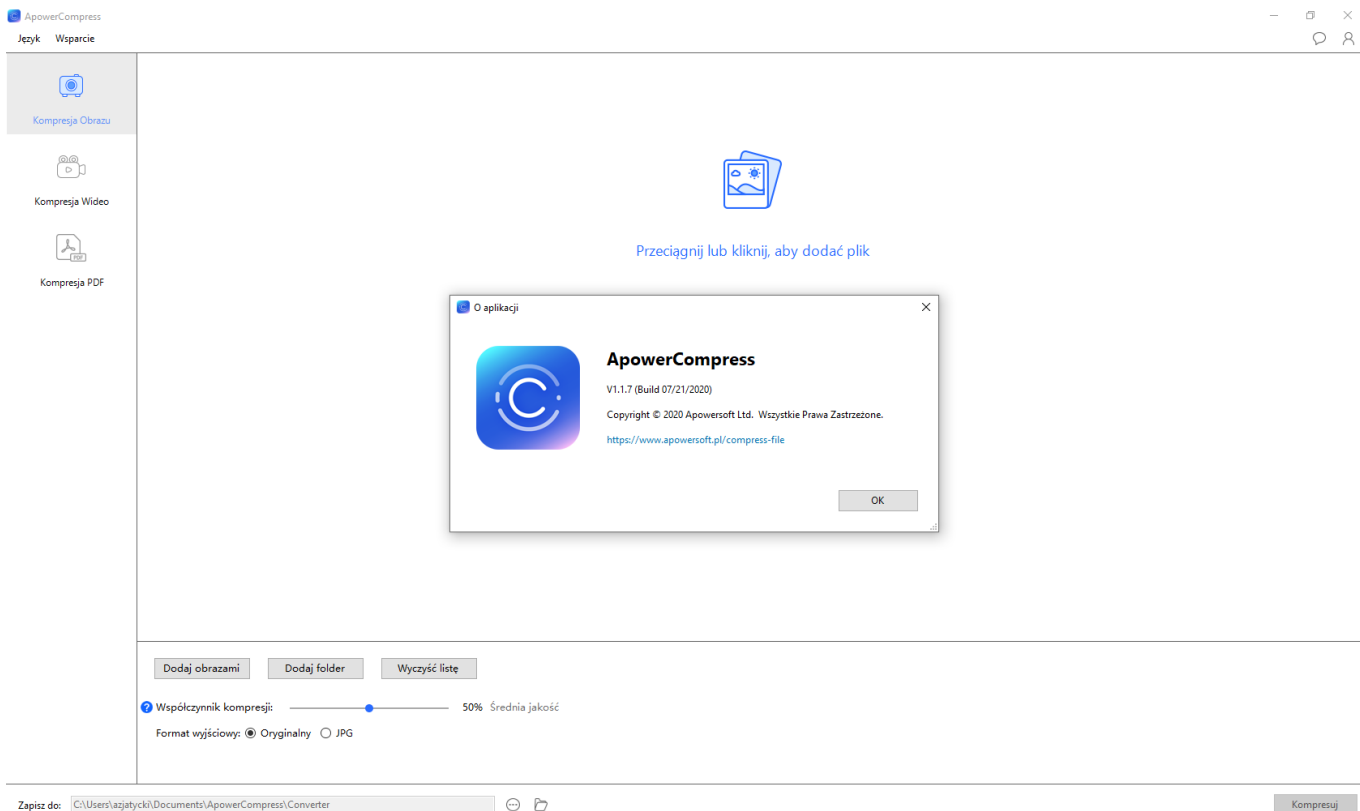 ApowerCompress
Język Wsparcie
Kompresja Obrazu
Kompresja Wideo
PDF
Kompresja PDF
Przeciągnij lub kliknij, aby dodać plik
O aplikacji
ApowerCompress
V1.1.7 (Build 07/21/2020)
Copyright © 2020 Apowersoft Ltd. Wszystkie Prawa Zastrzeżone.
https://www.apowersoft.pl/compress-file
OK
Dodaj obrazami Dodaj folder Wyczyść listę
Współczynnik kompresji: 50% Średnia jakość
Format wyjściowy: Oryginalny JPG
Zapisz do: C:\Users\azjatycki\Documents\ApowerCompress\Converter Kompresuj